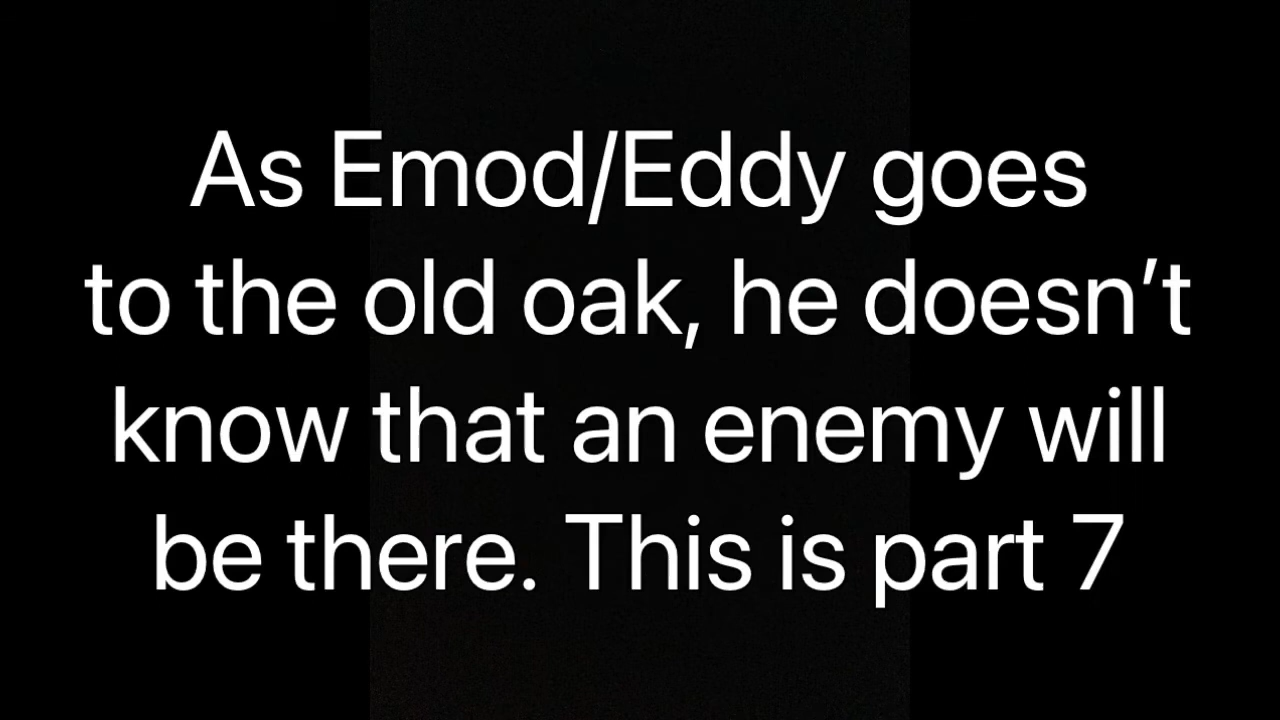 As Emod/Eddy goes
to the old oak, he doesn’t
know that an enemy will
be there. This is part 7